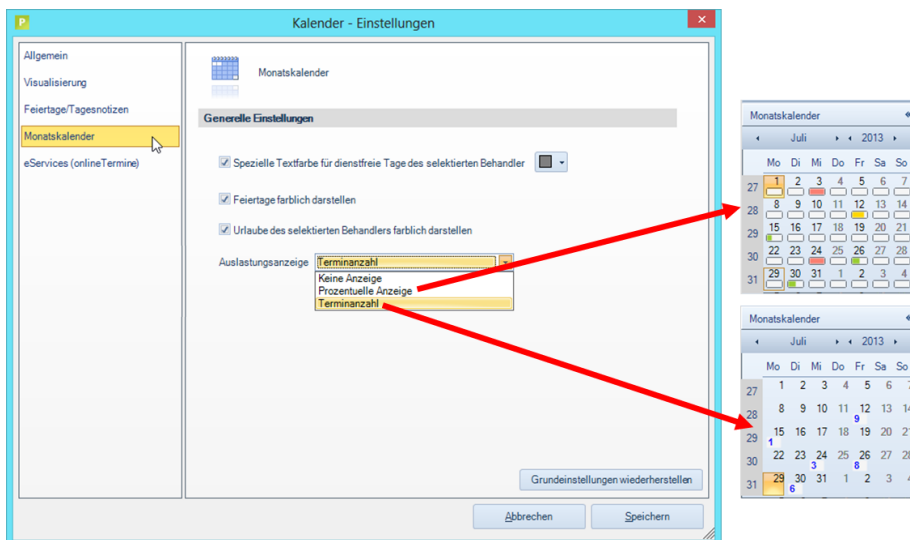 P
Kalender - Einstellungen
Allgemein
Visualisierung
Feiertage/Tagesnotizen
Monatskalender
eServices (onlineTermine)
Monatskalender
Generelle Einstellungen
Spezielle Textfarbe für dienstfreie Tage des selektierten Behandler
Feiertage farblich darstellen
Urlaube des selektierten Behandlers farblich darstellen
Auslastungsanzeige Terminanzahl
Keine Anzeige
Prozentuelle Anzeige
Terminanzahl
Grundeinstellungen wiederherstellen
Abbrechen Speichern
Monatskalender
Juli 2013
Mo Di Mi Do Fr Sa So
27 1 2 3 4 5 6 7
28 8 9 10 11 12 13 14
29 15 16 17 18 19 20 21
30 22 23 24 25 26 27 28
31 29 30 31 1 2 3 4
Monatskalender
Juli 2013
Mo Di Mi Do Fr Sa So
27 1 2 3 4 5 6
28 8 9 10 11 12 13 14
9
29 15 16 17 18 19 20 21
1
30 22 23 24 25 26 27 28
3 8
31 29 30 31 1 2 3 4
6